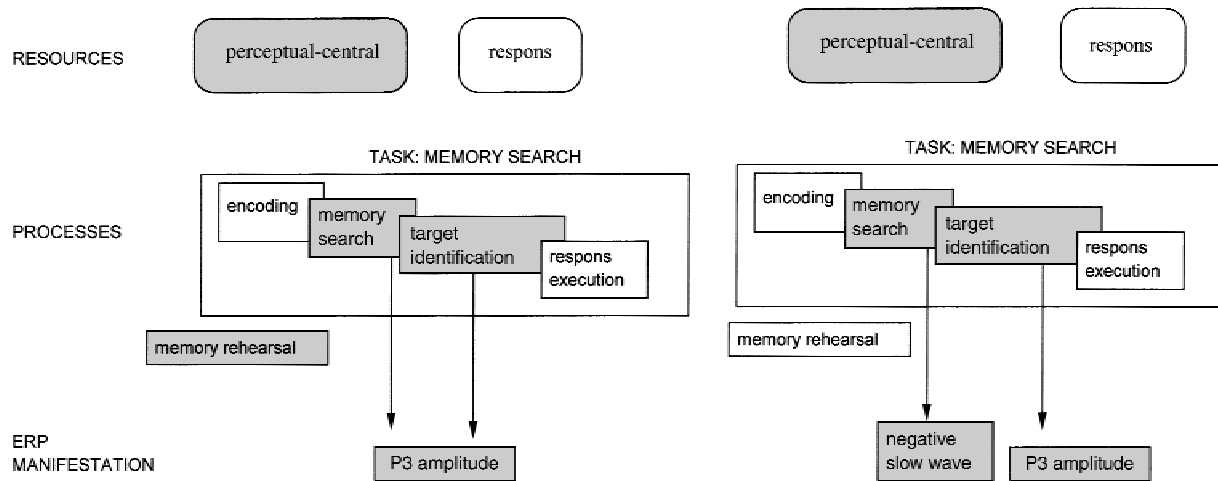 RESOURCES
perceptual-central
respons
perceptual-central
respons
TASK: MEMORY SEARCH
TASK: MEMORY SEARCH
PROCESSES
encoding
memory
search
target
identification
respons
execution
memory rehearsal
encoding
memory
search
target
identification
respons
execution
memory rehearsal
ERP
MANIFESTATION
P3 amplitude
negative
slow wave
P3 amplitude